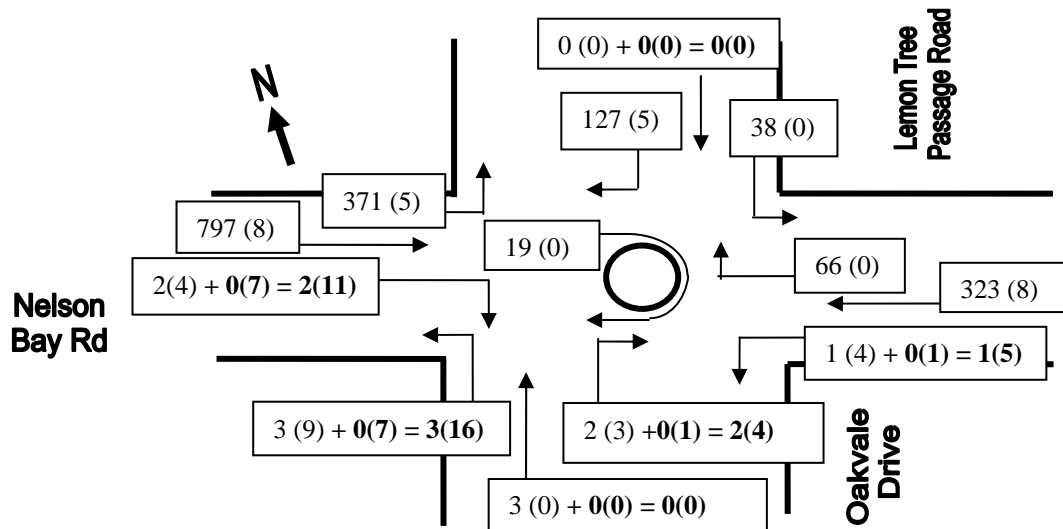 0 (0) + 0(0) = 0(0)
N
127 (5)
38 (0)
Lemon Tree
Passage Road
371 (5)
797 (8)
19 (0)
66 (0)
323 (8)
2(4) + 0(7) = 2(11)
Nelson
Bay Rd
1 (4) + 0(1) = 1(5)
3 (9) + 0(7) = 3(16)
2 (3) +0(1) = 2(4)
Oakvale
Drive
3 (0) + 0(0) = 0(0)